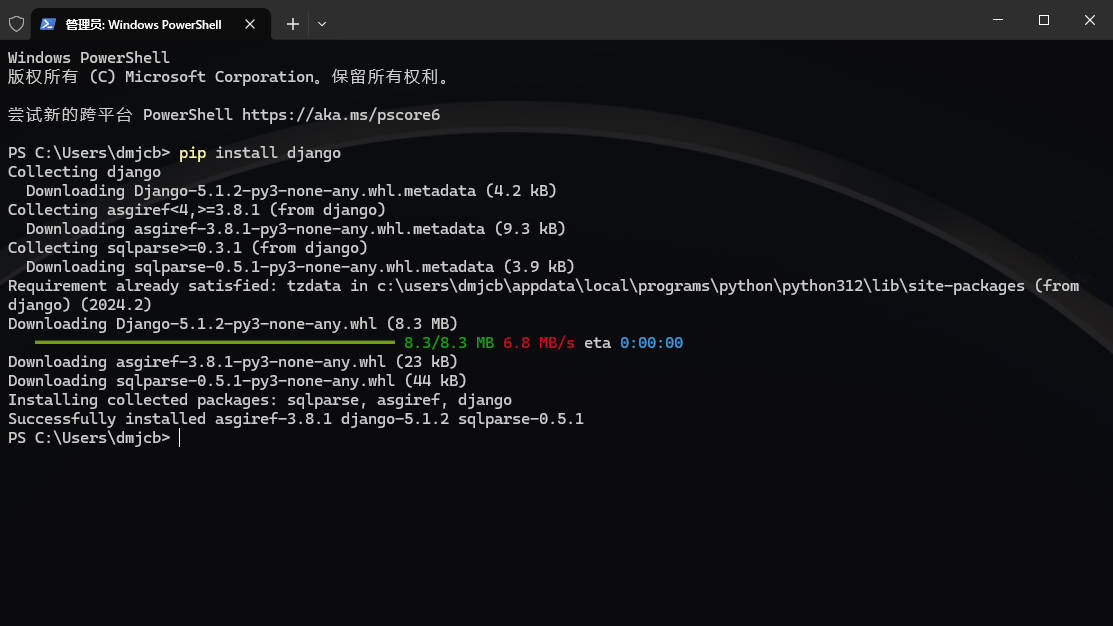 管理员: Windows PowerShell
Windows PowerShell
版权所有 (C) Microsoft Corporation。保留所有权利。
尝试新的跨平台 PowerShell https://aka.ms/pscore6
PS C:\Users\dmjcb> pip install django
Collecting django
  Downloading Django-5.1.2-py3-none-any.whl.metadata (4.2 kB)
Collecting asgiref<4,>=3.8.1 (from django)
  Downloading asgiref-3.8.1-py3-none-any.whl.metadata (9.3 kB)
Collecting sqlparse>=0.3.1 (from django)
  Downloading sqlparse-0.5.1-py3-none-any.whl.metadata (3.9 kB)
Requirement already satisfied: tzdata in c:\users\dmjcb\appdata\local\programs\python\python312\lib\site-packages (from
django) (2024.2)
Downloading Django-5.1.2-py3-none-any.whl (8.3 MB)
8.3/8.3 MB 6.8 MB/s eta 0:00:00
Downloading asgiref-3.8.1-py3-none-any.whl (23 kB)
Downloading sqlparse-0.5.1-py3-none-any.whl (44 kB)
Installing collected packages: sqlparse, asgiref, django
Successfully installed asgiref-3.8.1 django-5.1.2 sqlparse-0.5.1
PS C:\Users\dmjcb>